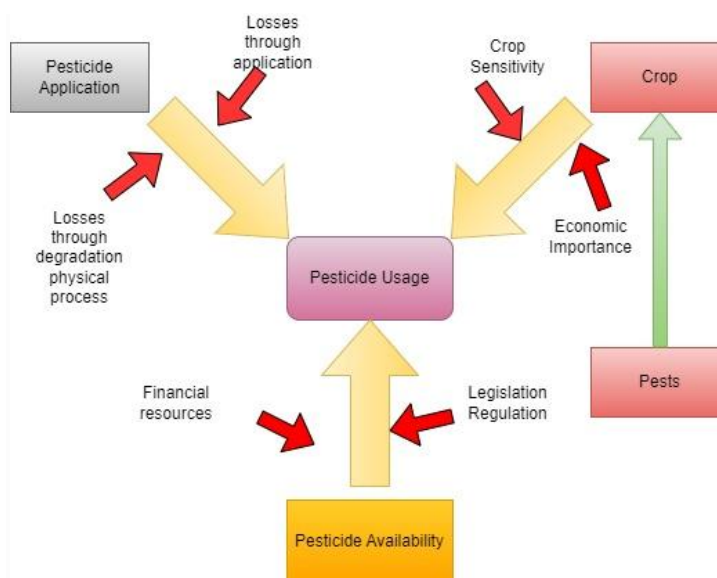 Losses
through
application
Pesticide
Application
Crop
Sensitivity
Crop
Losses
through
degradation
physical
process
Economic
Importance
Pesticide Usage
Pests
Financial
resources
Legislation
Regulation
Pesticide Availability